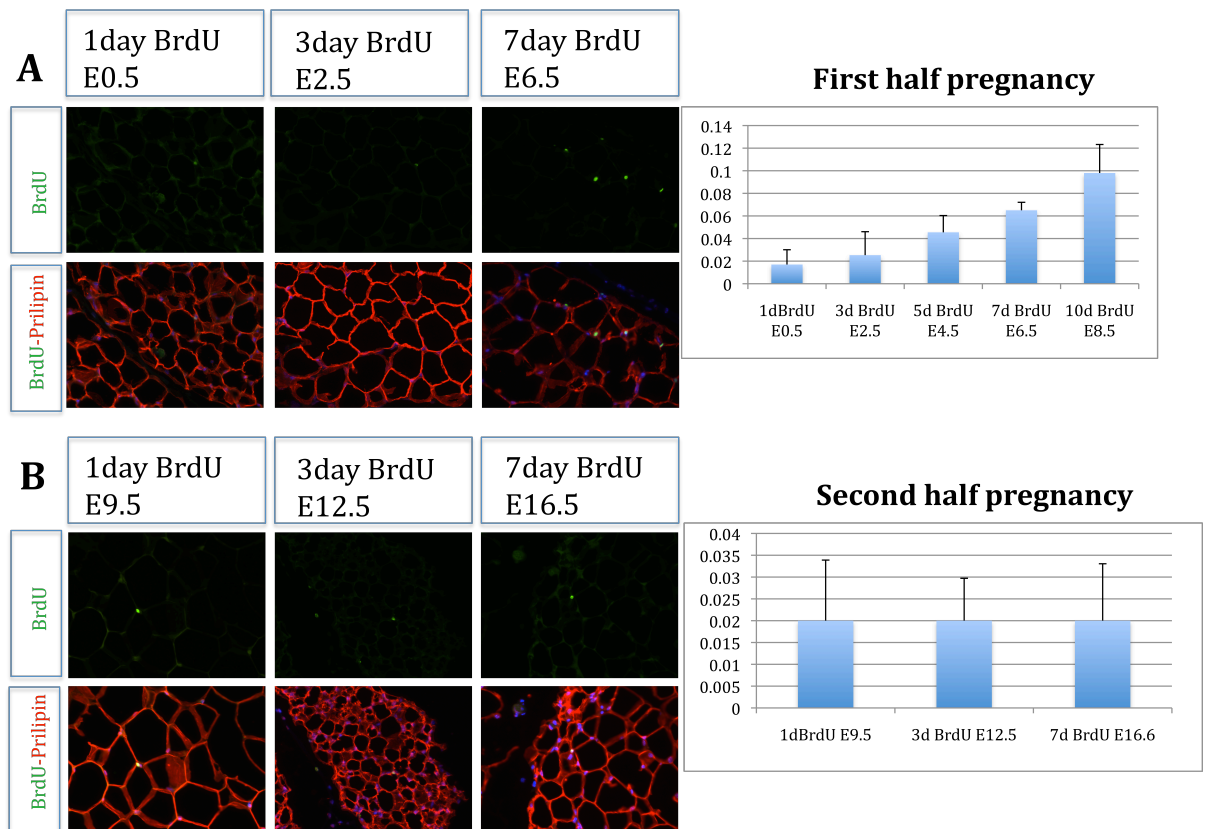 A
1day BrdU
E0.5
3day BrdU
E2.5
7day BrdU
E6.5
BrdU
BrdU-Prilipin
First half pregnancy
0.14
0.12
0.1
0.08
0.06
0.04
0.02
0
1dBrdU
E0.5
3d BrdU
E2.5
5d BrdU
E4.5
7d BrdU
E6.5
10d BrdU
E8.5
B
1day BrdU
E9.5
3day BrdU
E12.5
7day BrdU
E16.5
BrdU
BrdU-Prilipin
Second half pregnancy
0.04
0.035
0.03
0.025
0.02
0.015
0.01
0.005
0
1dBrdU E9.5
3d BrdU E12.5
7d BrdU E16.6